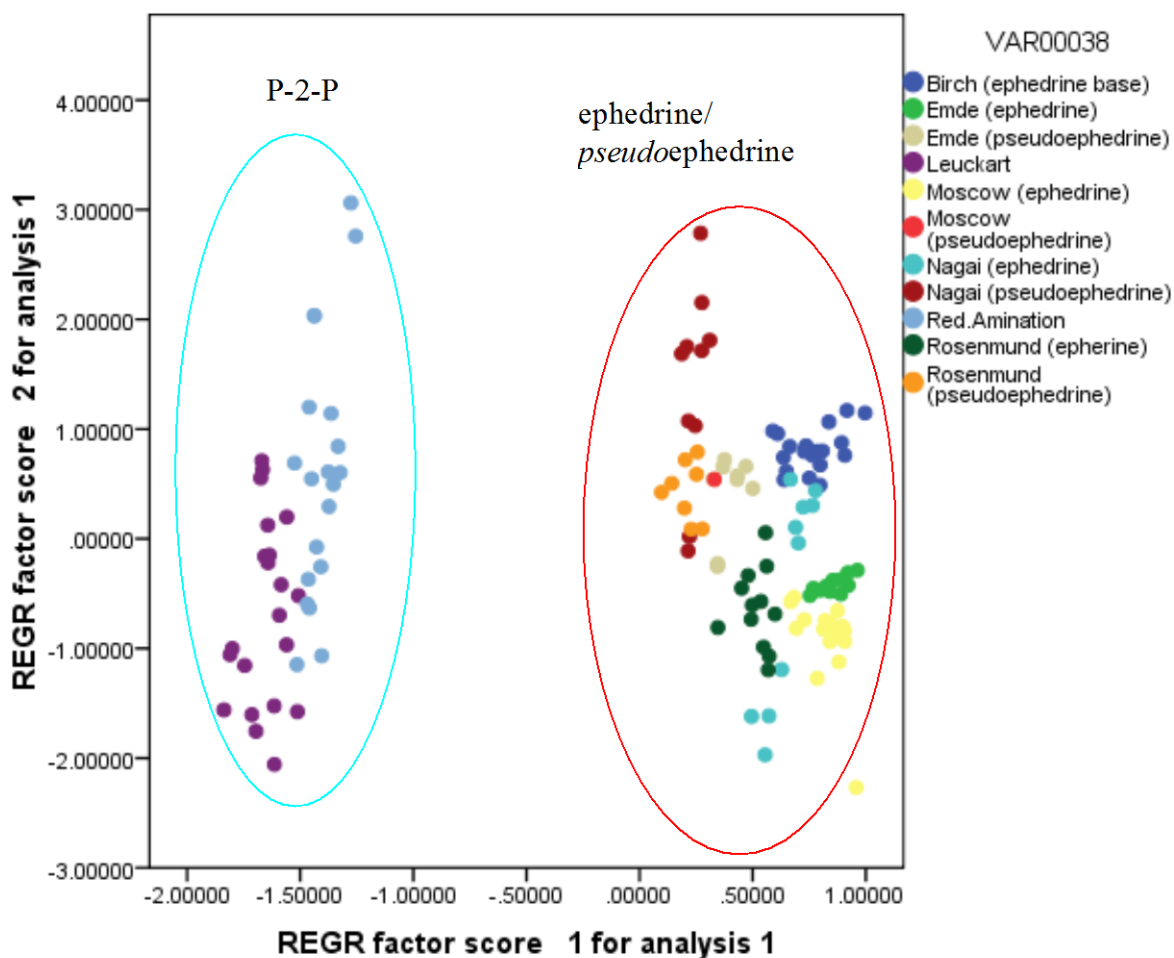 VAR00038
Birch (ephedrine base)
Emde (ephedrine)
Emde (pseudoephedrine)
Leuckart
Moscow (ephedrine)
Moscow
(pseudoephedrine)
Nagai (ephedrine)
Nagai (pseudoephedrine)
Red.Amination
Rosenmund (epherine)
Rosenmund
(pseudoephedrine)
P-2-P
ephedrine/
pseudoephedrine
REGR factor score 2 for analysis 1
4.00000
3.00000
2.00000
1.00000
.00000
-1.00000
-2.00000
-3.00000
-2.00000
-1.50000
-1.00000
-.50000
.00000
.50000
1.00000
REGR factor score 1 for analysis 1